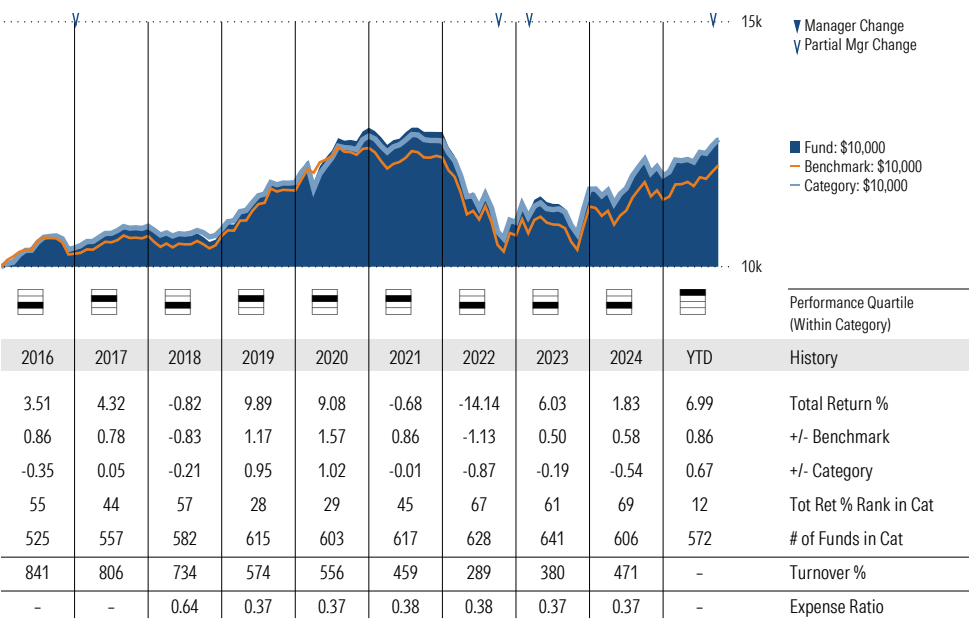 15k
Manager Change
Partial Mgr Change
Fund: $10,000
Benchmark: $10,000
Category: $10,000
10k
Performance Quartile
(Within Category)
2016 2017 2018 2019 2020 2021 2022 2023 2024 YTD History
3.51 4.32 -0.82 9.89 9.08 -0.68 -14.14 6.03 1.83 6.99 Total Return %
0.86 0.78 -0.83 1.17 1.57 0.86 -1.13 0.50 0.58 0.86 +/- Benchmark
-0.35 0.05 -0.21 0.95 1.02 -0.01 -0.87 -0.19 -0.54 0.67 +/- Category
55 44 57 28 29 45 67 61 69 12 Tot Ret % Rank in Cat
525 557 582 615 603 617 628 641 606 572 # of Funds in Cat
841 806 734 574 556 459 289 380 471 – Turnover %
– – 0.64 0.37 0.37 0.38 0.38 0.37 0.37 – Expense Ratio